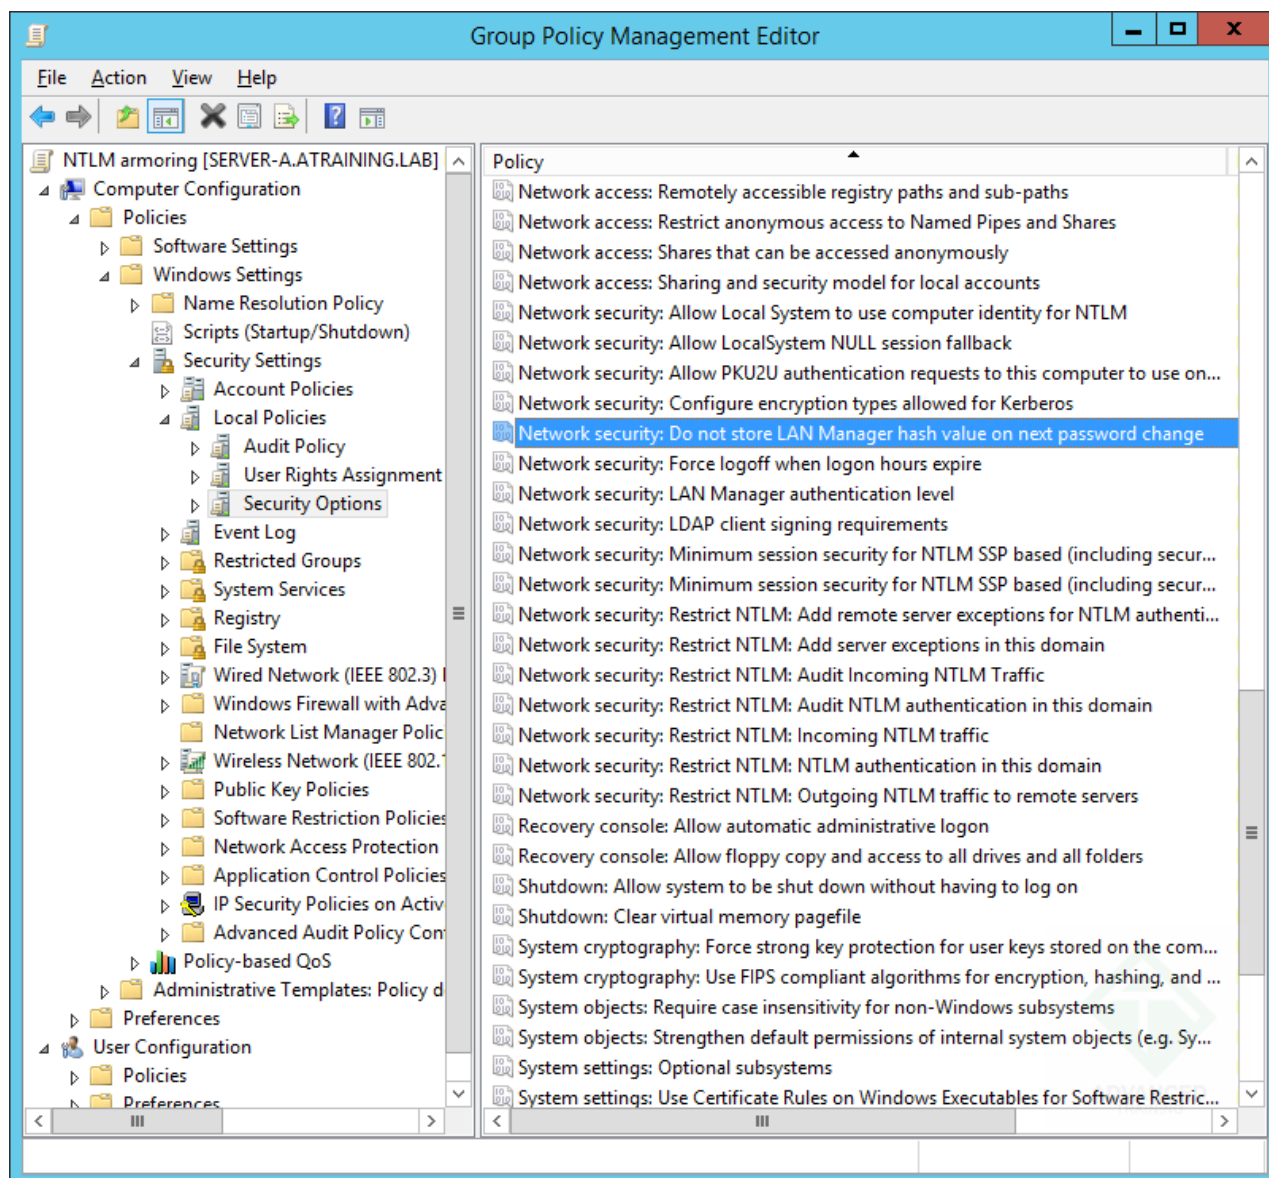 Group Policy Management Editor
File Action View Help
NTLM armoring [SERVER-A.ATRAINING.LAB]
Computer Configuration
Policies
Software Settings
Windows Settings
Name Resolution Policy
Scripts (Startup/Shutdown)
Security Settings
Account Policies
Local Policies
Audit Policy
User Rights Assignment
Security Options
Event Log
Restricted Groups
System Services
Registry
File System
Wired Network (IEEE 802.3)
Windows Firewall with Adva
Network List Manager Polic
Wireless Network (IEEE 802.1
Public Key Policies
Software Restriction Policies
Network Access Protection
Application Control Policies
IP Security Policies on Activ
Advanced Audit Policy Con
Policy-based QoS
Administrative Templates: Policy d
Preferences
User Configuration
Policies
Preferences
Policy
Network access: Remotely accessible registry paths and sub-paths
Network access: Restrict anonymous access to Named Pipes and Shares
Network access: Shares that can be accessed anonymously
Network access: Sharing and security model for local accounts
Network security: Allow Local System to use computer identity for NTLM
Network security: Allow LocalSystem NULL session fallback
Network security: Allow PKU2U authentication requests to this computer to use on...
Network security: Configure encryption types allowed for Kerberos
Network security: Do not store LAN Manager hash value on next password change
Network security: Force logoff when logon hours expire
Network security: LAN Manager authentication level
Network security: LDAP client signing requirements
Network security: Minimum session security for NTLM SSP based (including secur...
Network security: Minimum session security for NTLM SSP based (including secur...
Network security: Restrict NTLM: Add remote server exceptions for NTLM authenti...
Network security: Restrict NTLM: Add server exceptions in this domain
Network security: Restrict NTLM: Audit Incoming NTLM Traffic
Network security: Restrict NTLM: Audit NTLM authentication in this domain
Network security: Restrict NTLM: Incoming NTLM traffic
Network security: Restrict NTLM: NTLM authentication in this domain
Network security: Restrict NTLM: Outgoing NTLM traffic to remote servers
Recovery console: Allow automatic administrative logon
Recovery console: Allow floppy copy and access to all drives and all folders
Shutdown: Allow system to be shut down without having to log on
Shutdown: Clear virtual memory pagefile
System cryptography: Force strong key protection for user keys stored on the com...
System cryptography: Use FIPS compliant algorithms for encryption, hashing, and ...
System objects: Require case insensitivity for non-Windows subsystems
System objects: Strengthen default permissions of internal system objects (e.g. Sy...
System settings: Optional subsystems
System settings: Use Certificate Rules on Windows Executables for Software Restric...
ADVANCED
TRAINING